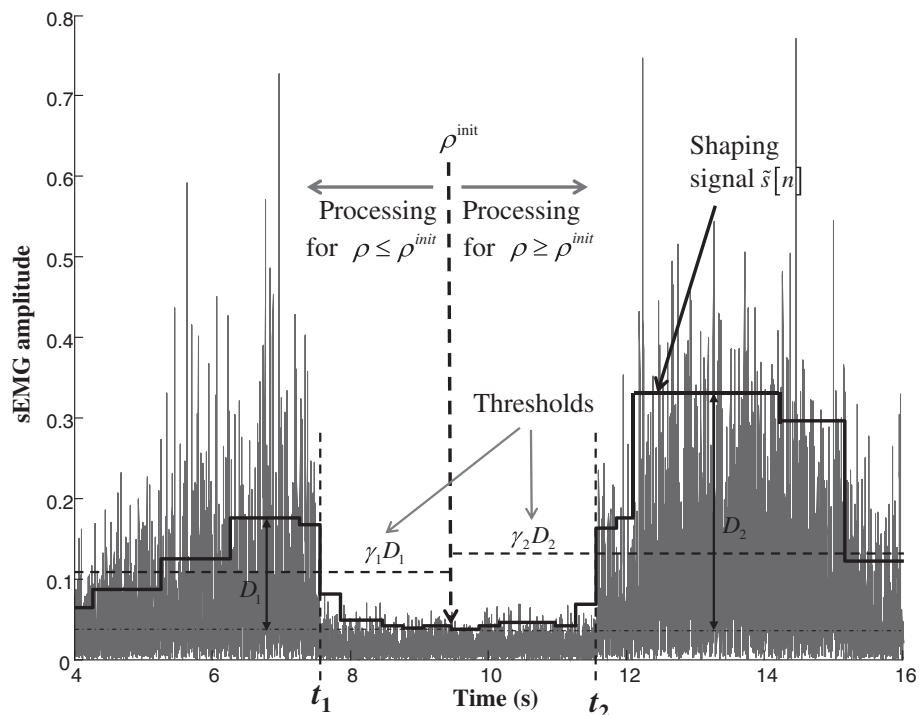 0.8
0.7
0.6
0.5
0.4
0.3
0.2
0.1
0
sEMG amplitude
ρ^init
Shaping
signal s̃[n]
Processing
for ρ ≤ ρ^init
Processing
for ρ ≥ ρ^init
Thresholds
γ₁D₁
γ₂D₂
D₁
D₂
4
6
8
10
12
14
16
t₁
Time (s)
t₂